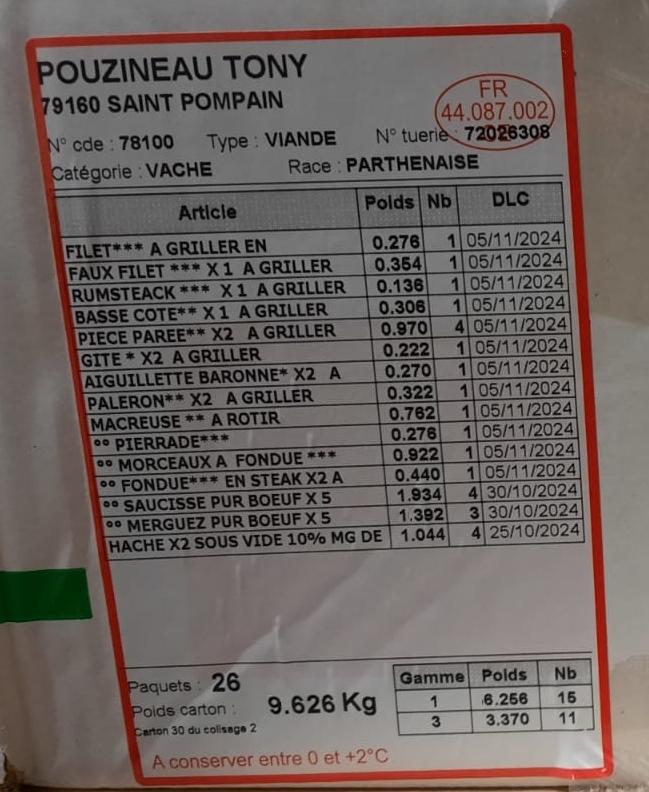 POUZINEAU TONY
79160 SAINT POMPAIN
FR
44.087.002
N° cde : 78100 Type : VIANDE N° tuerie : 72026308
Catégorie : VACHE Race : PARTHENAISE
Article Poids Nb DLC
FILET*** A GRILLER EN 0.276 1 05/11/2024
FAUX FILET *** X 1 A GRILLER 0.354 1 05/11/2024
RUMSTEACK *** X 1 A GRILLER 0.136 1 05/11/2024
BASSE COTE** X 1 A GRILLER 0.306 1 05/11/2024
PIECE PAREE** X2 A GRILLER 0.970 4 05/11/2024
GITE * X2 A GRILLER 0.222 1 05/11/2024
AIGUILLETTE BARONNE* X2 A 0.270 1 05/11/2024
PALERON** X2 A GRILLER 0.322 1 05/11/2024
MACREUSE ** A ROTIR 0.762 1 05/11/2024
°° PIERRADE*** 0.276 1 05/11/2024
°° MORCEAUX A FONDUE *** 0.922 1 05/11/2024
°° FONDUE*** EN STEAK X2 A 0.440 1 05/11/2024
°° SAUCISSE PUR BOEUF X 5 1.934 4 30/10/2024
°° MERGUEZ PUR BOEUF X 5 1.392 3 30/10/2024
HACHE X2 SOUS VIDE 10% MG DE 1.044 4 25/10/2024
Paquets : 26
Poids carton : 9.626 Kg
Carton 30 du colisage 2
Gamme Poids Nb
1 6.256 15
3 3.370 11
A conserver entre 0 et +2°C